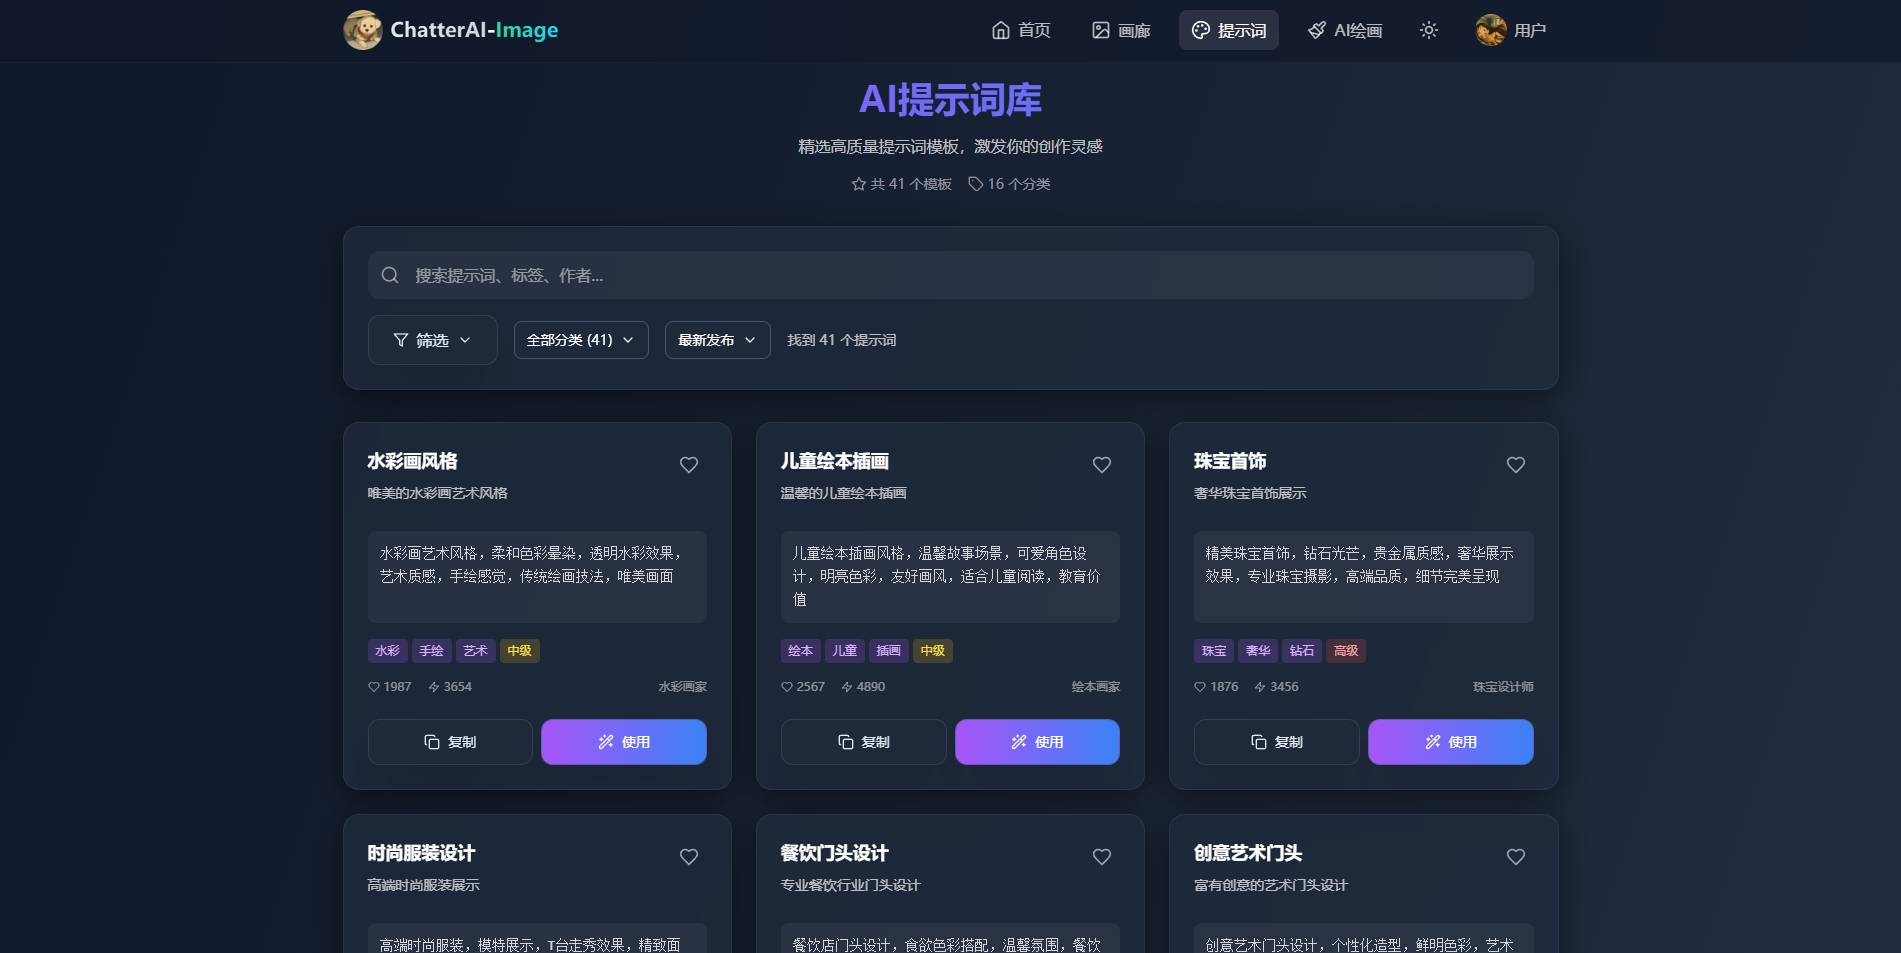 ChatterAI-Image
首页
画廊
提示词
AI绘画
用户
AI提示词库
精选高质量提示词模板，激发你的创作灵感
共 41 个模板
16 个分类
搜索提示词、标签、作者...
筛选
全部分类 (41)
最新发布
找到 41 个提示词
水彩画风格
唯美的水彩画艺术风格
水彩画艺术风格，柔和色彩晕染，透明水彩效果，
艺术质感，手绘感觉，传统绘画技法，唯美画面
水彩 手绘 艺术 中级
1987 3654 水彩画家
复制 使用
儿童绘本插画
温馨的儿童绘本插画
儿童绘本插画风格，温馨故事场景，可爱角色设
计，明亮色彩，友好画风，适合儿童阅读，教育价
值
绘本 儿童 插画 中级
2567 4890 绘本画家
复制 使用
珠宝首饰
奢华珠宝首饰展示
精美珠宝首饰，钻石光芒，贵金属质感，奢华展示
效果，专业珠宝摄影，高端品质，细节完美呈现
珠宝 奢华 钻石 高级
1876 3456 珠宝设计师
复制 使用
时尚服装设计
高端时尚服装展示
高端时尚服装，模特展示，T台走秀效果，精致面
餐饮门头设计
专业餐饮行业门头设计
餐饮店门头设计，食欲色彩搭配，温馨氛围，餐饮
创意艺术门头
富有创意的艺术门头设计
创意艺术门头设计，个性化造型，鲜明色彩，艺术